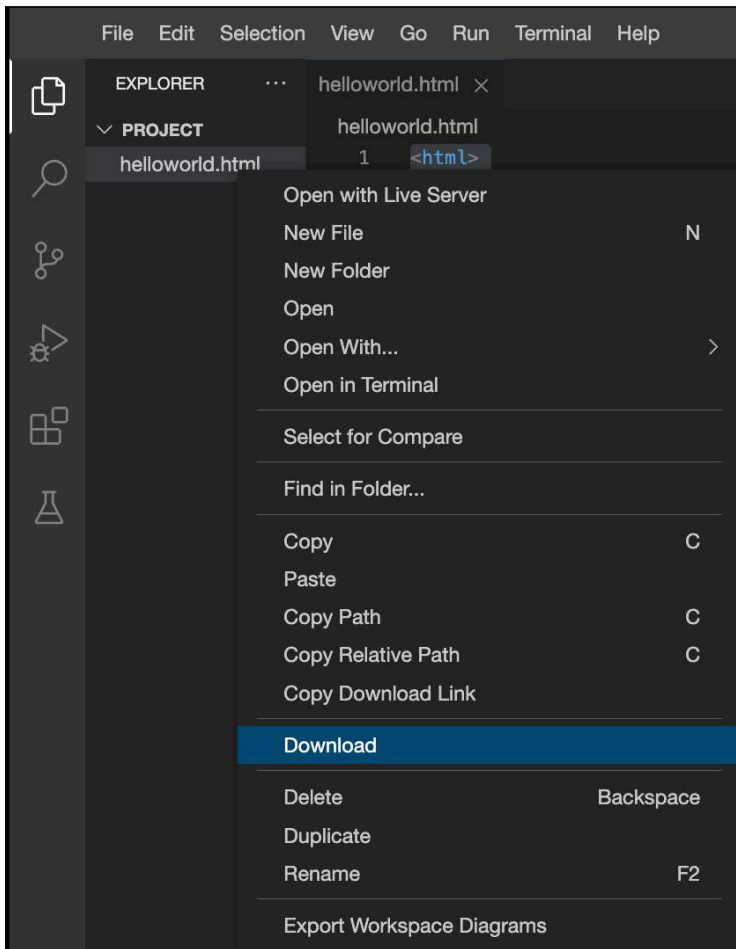 File Edit Selection View Go Run Terminal Help
EXPLORER ··· helloworld.html ×
PROJECT helloworld.html
helloworld.html 1 <html>
Open with Live Server
New File N
New Folder
Open
Open With...
Open in Terminal
Select for Compare
Find in Folder...
Copy C
Paste
Copy Path C
Copy Relative Path C
Copy Download Link
Download
Delete Backspace
Duplicate
Rename F2
Export Workspace Diagrams